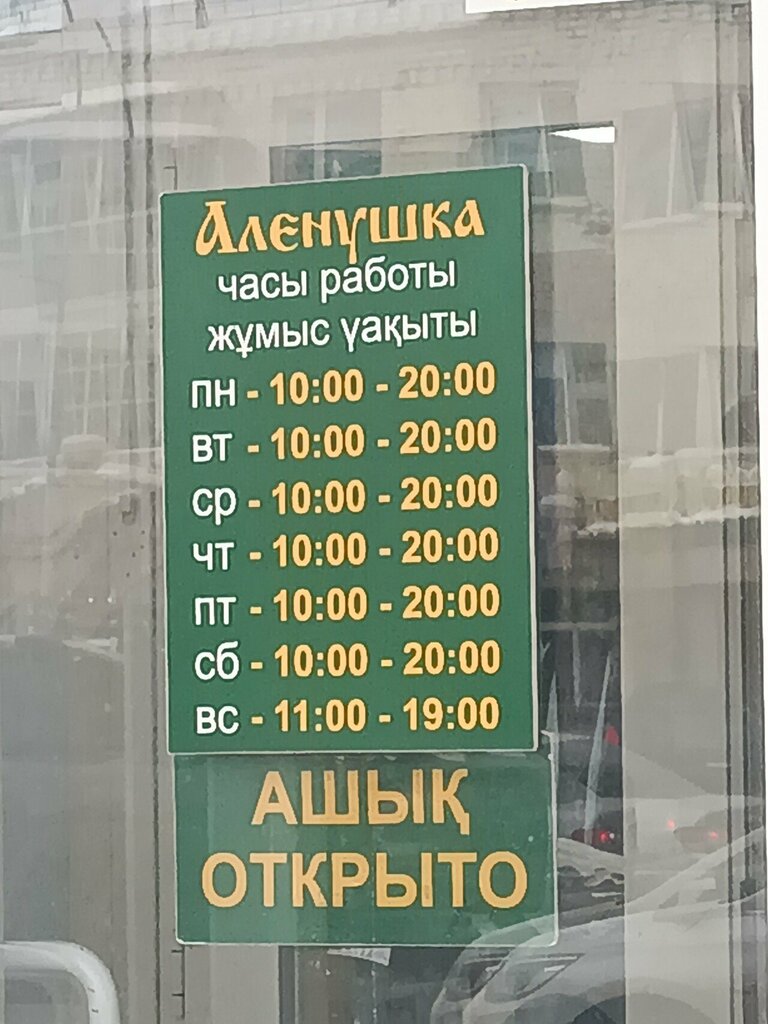 Аленушка
часы работы
жұмыс уақыты
пн - 10:00 - 20:00
вт - 10:00 - 20:00
ср - 10:00 - 20:00
чт - 10:00 - 20:00
пт - 10:00 - 20:00
сб - 10:00 - 20:00
вс - 11:00 - 19:00
АШЫҚ
ОТКРЫТО